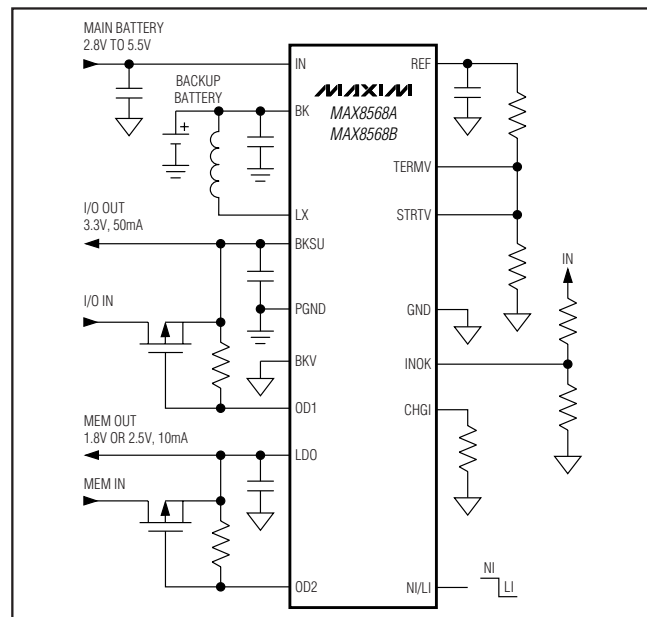 MAIN BATTERY
2.8V TO 5.5V
IN
BACKUP
BATTERY
+
BK
LX
I/O OUT
3.3V, 50mA
BKSU
I/O IN
PGND
BKV
OD1
MEM OUT
1.8V OR 2.5V, 10mA
LDO
MEM IN
OD2
MAXIM
MAX8568A
MAX8568B
REF
TERMV
STRTV
IN
GND
INOK
CHGI
NI/LI
NI
LI